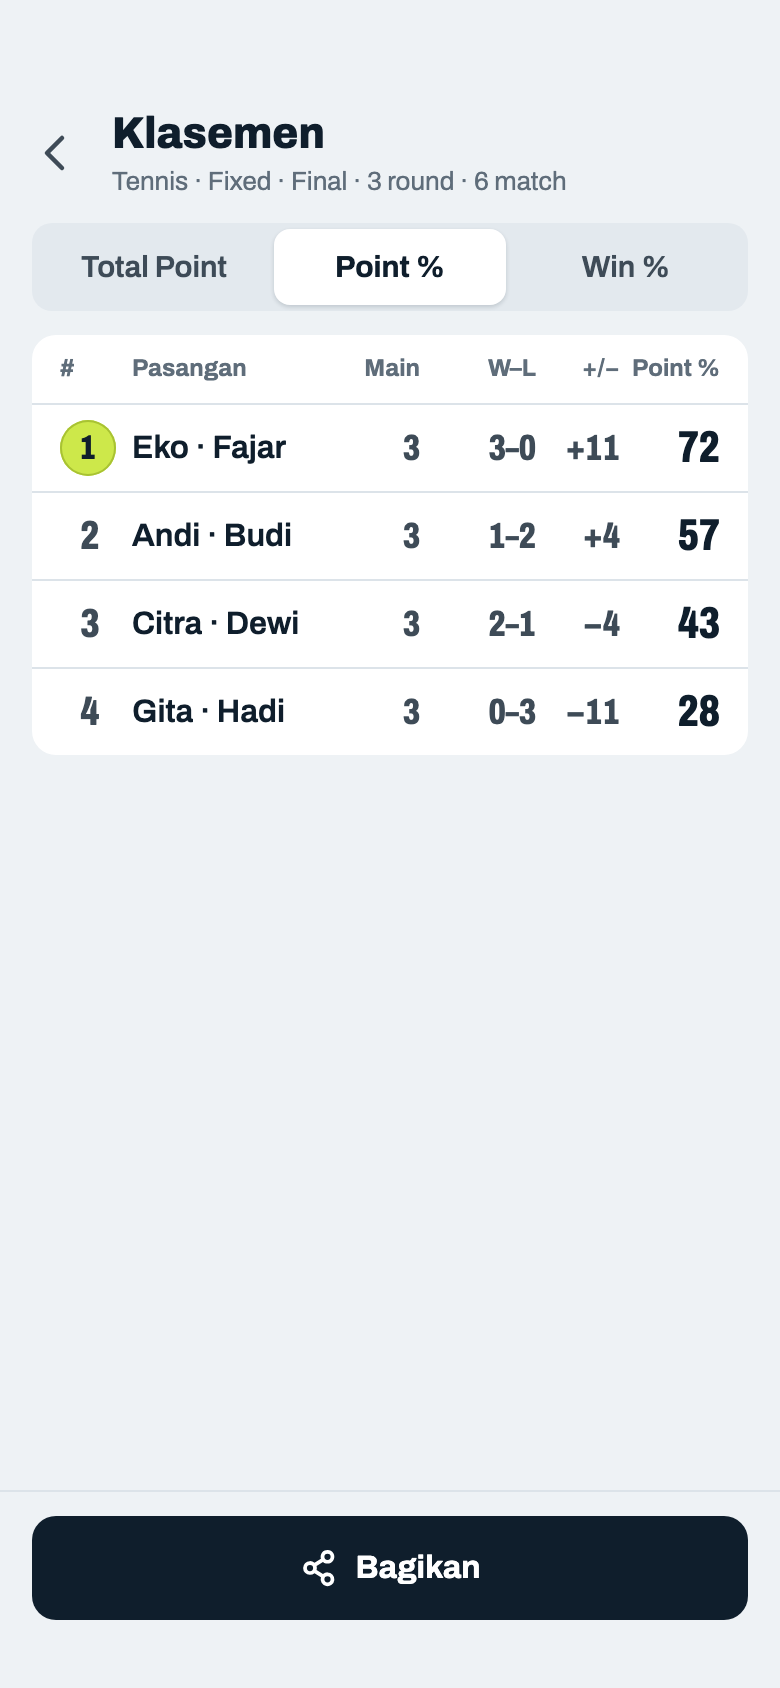 Klasemen
Tennis · Fixed · Final · 3 round · 6 match
Total Point Point % Win %
# Pasangan Main W–L +/− Point %
1 Eko · Fajar 3 3–0 +11 72
2 Andi · Budi 3 1–2 +4 57
3 Citra · Dewi 3 2–1 −4 43
4 Gita · Hadi 3 0–3 −11 28
Bagikan